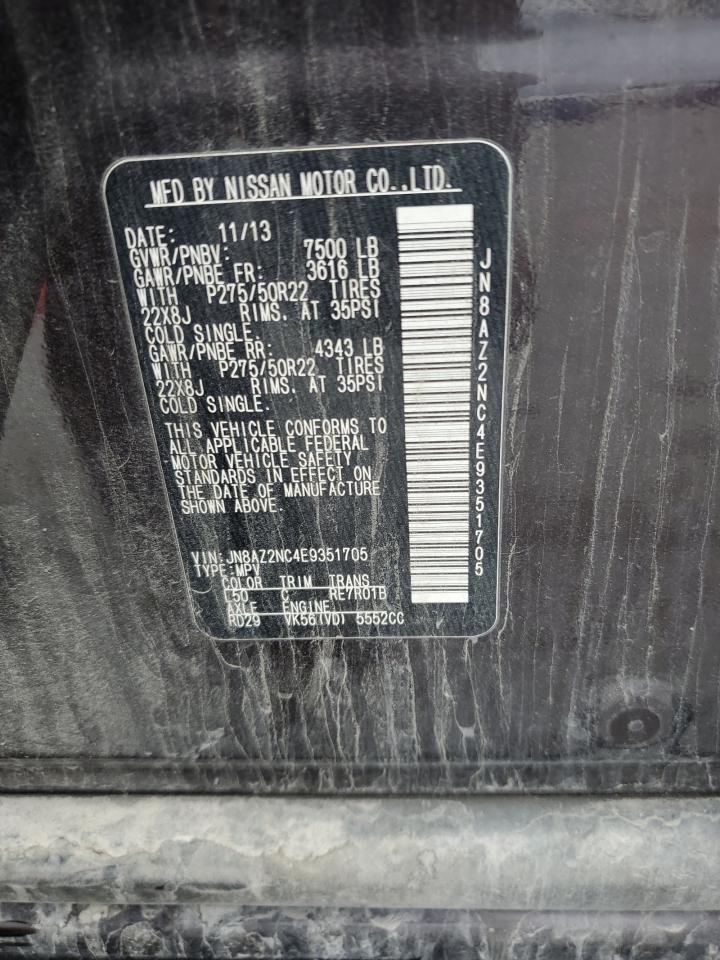 MFD BY NISSAN MOTOR CO.,LTD.
DATE: 11/13
GVWR/PNBV: 7500 LB
GAWR/PNBE FR: 3616 LB
WITH P275/50R22 TIRES
22X8J RIMS. AT 35PSI
COLD SINGLE.
GAWR/PNBE RR: 4343 LB
WITH P275/50R22 TIRES
22X8J RIMS. AT 35PSI
COLD SINGLE.
THIS VEHICLE CONFORMS TO
ALL APPLICABLE FEDERAL
MOTOR VEHICLE SAFETY
STANDARDS IN EFFECT ON
THE DATE OF MANUFACTURE
SHOWN ABOVE.
VIN:JN8AZ2NC4E9351705
TYPE:MPV
COLOR TRIM TRANS
L50 C RE7R01B
AXLE ENGINE
RD29 VK56(VD) 5552CC
JN8AZ2NC4E9351705